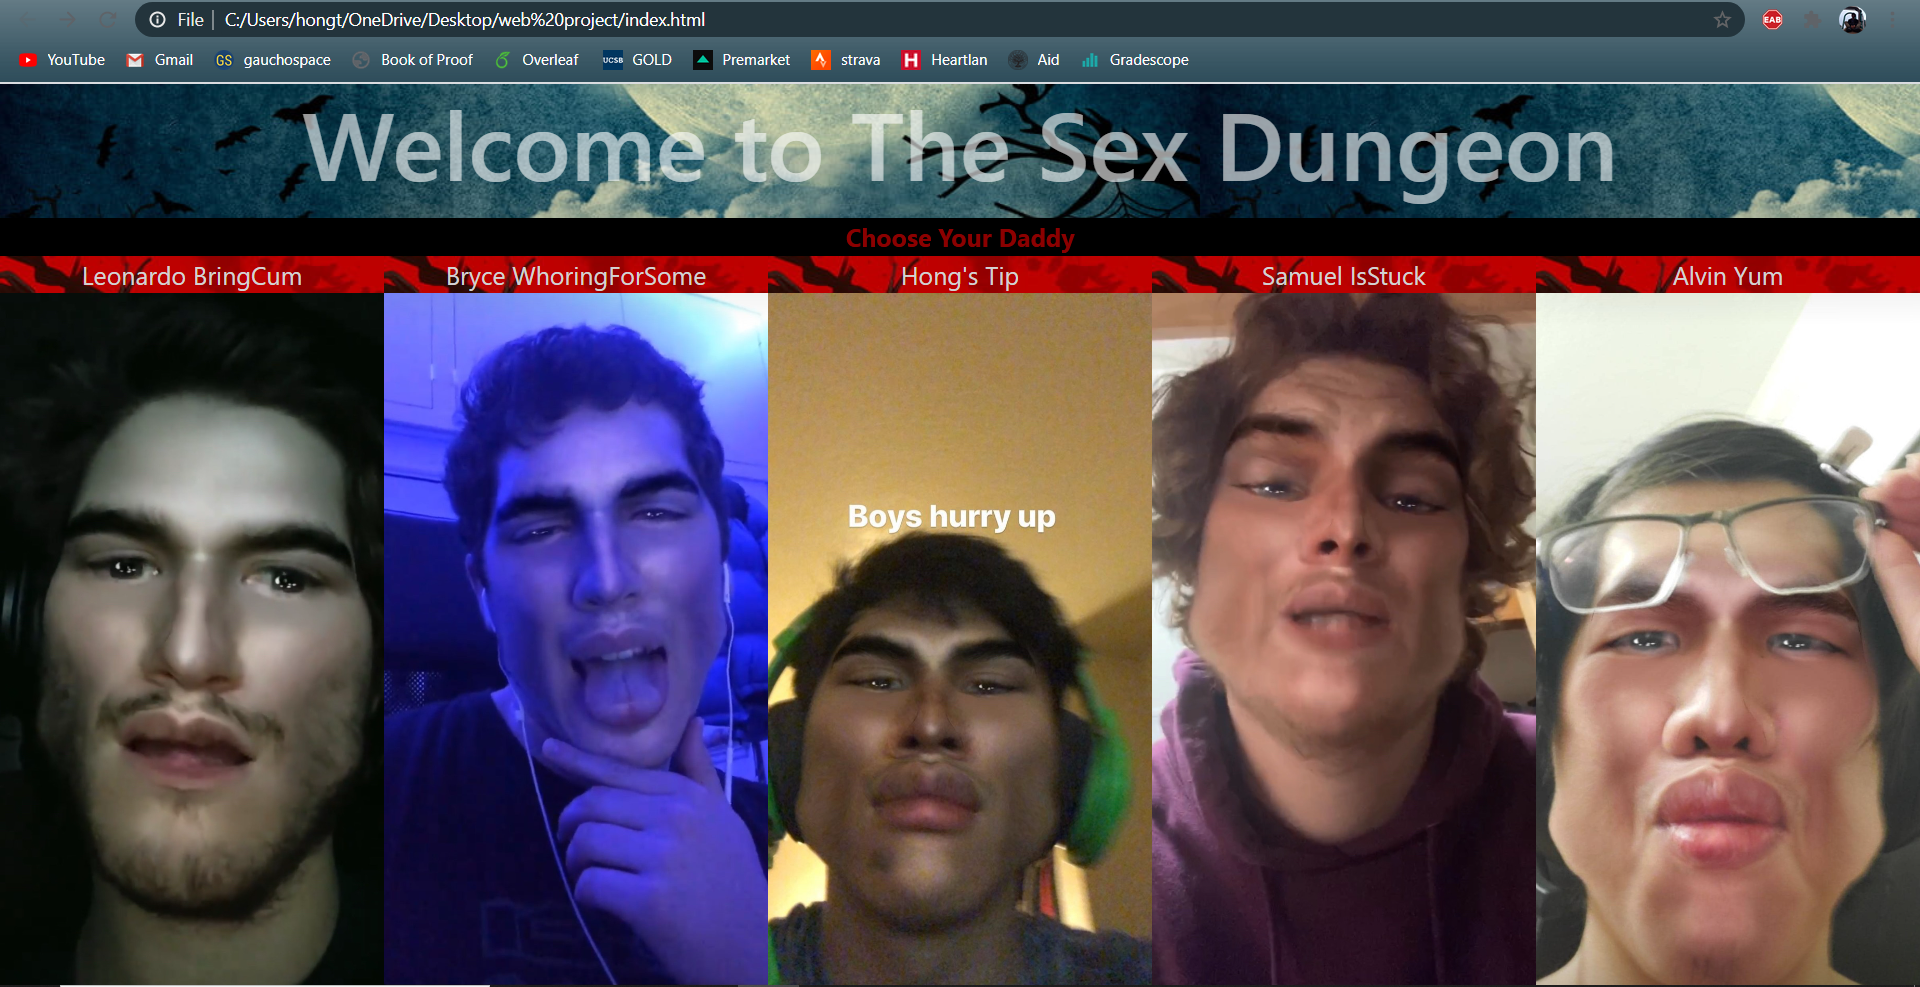 File | C:/Users/hongt/OneDrive/Desktop/web%20project/index.html
EAB
YouTube Gmail GS gauchospace Book of Proof Overleaf UCSB GOLD Premarket strava H Heartlan Aid Gradescope
Welcome to The Sex Dungeon
Choose Your Daddy
Leonardo BringCum Bryce WhoringForSome Hong's Tip Samuel IsStuck Alvin Yum
Boys hurry up